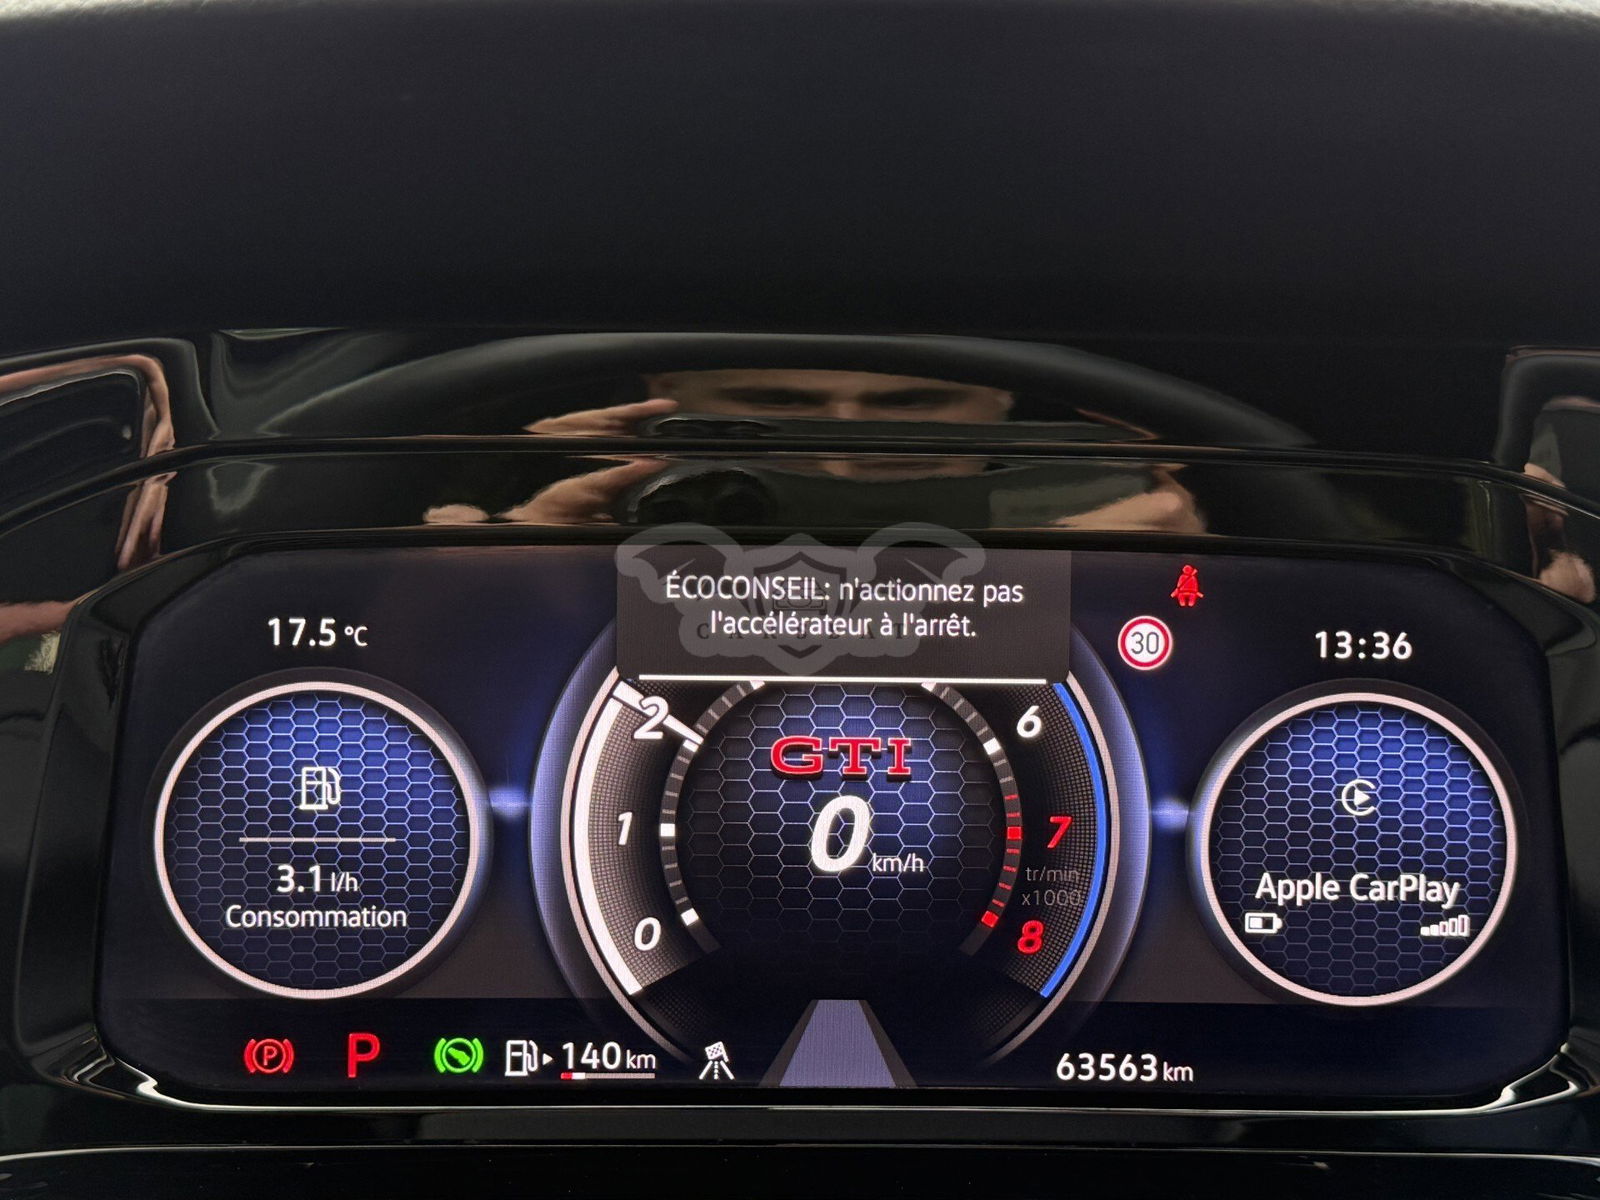 ÉCOCONSEIL: n'actionnez pas
l'accélérateur à l'arrêt.
17.5 °C
30
13:36
2
6
GTI
1
0 km/h
7
3.1 l/h
tr/min
x1000
Apple CarPlay
Consommation
0
8
P
P
140 km
63563 km